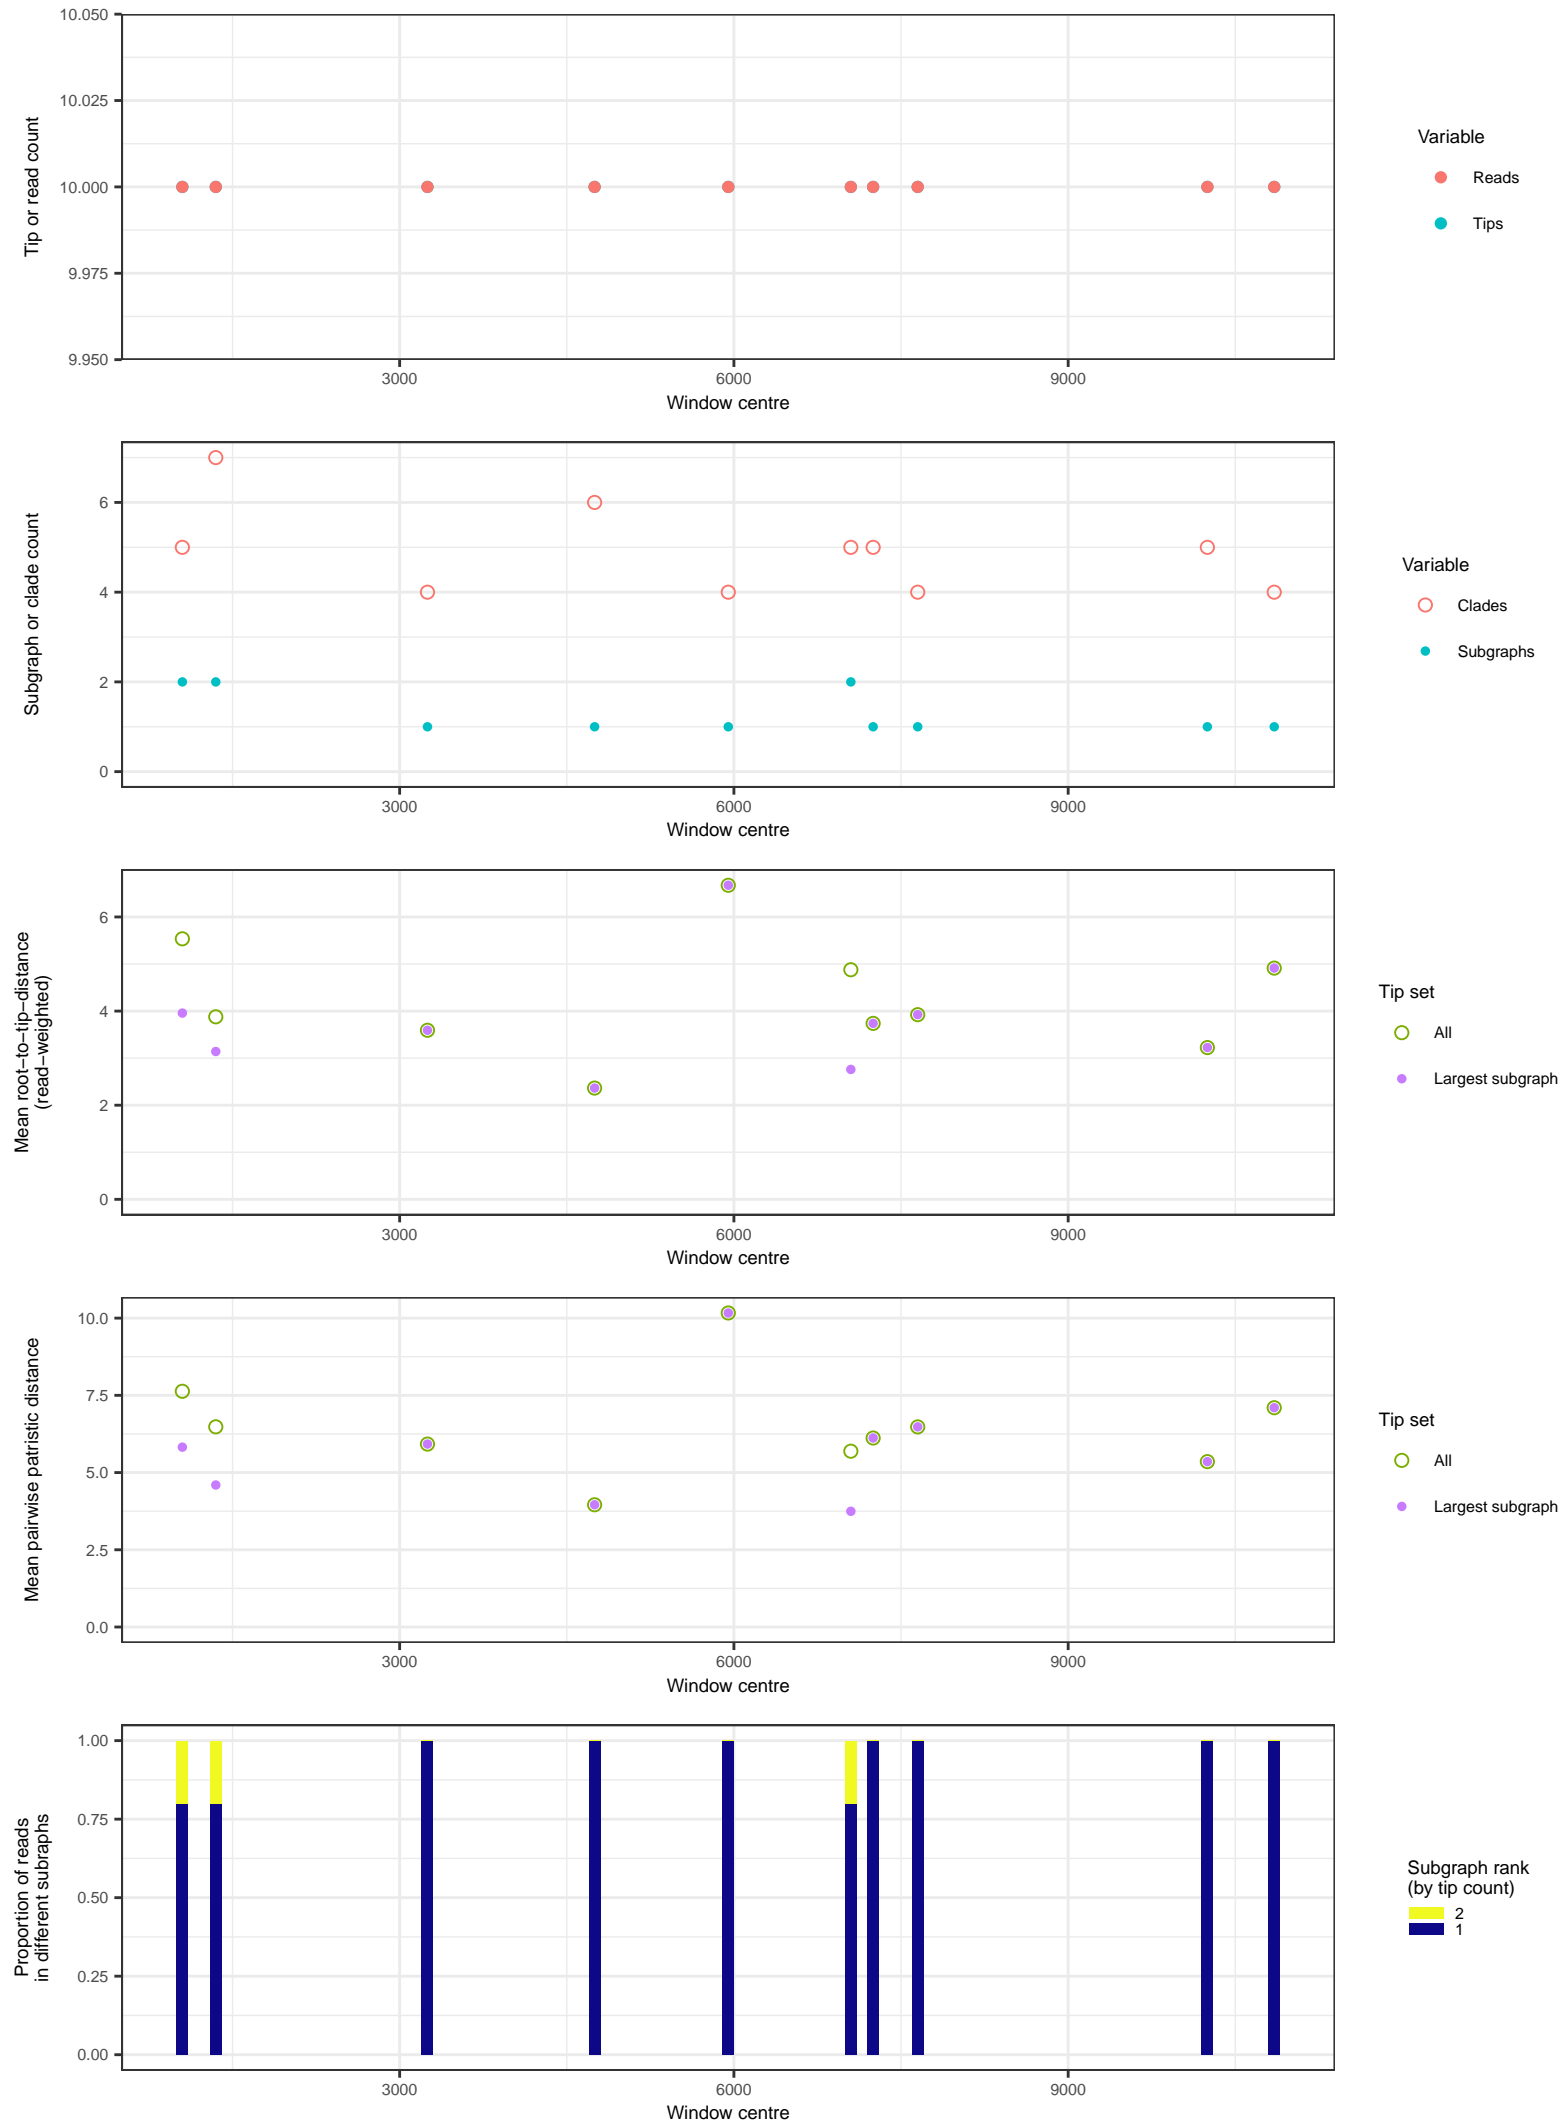 10.050
10.025
10.000
9.975
9.950
Tip or read count
3000
6000
9000
Window centre
Variable
Reads
Tips
6
4
2
0
Subgraph or clade count
3000
6000
9000
Window centre
Variable
Clades
Subgraphs
6
4
2
0
Mean root−to−tip−distance
(read−weighted)
3000
6000
9000
Window centre
Tip set
All
Largest subgraph
10.0
7.5
5.0
2.5
0.0
Mean pairwise patristic distance
3000
6000
9000
Window centre
Tip set
All
Largest subgraph
1.00
0.75
0.50
0.25
0.00
Proportion of reads
in different subraphs
3000
6000
9000
Window centre
Subgraph rank
(by tip count)
2
1